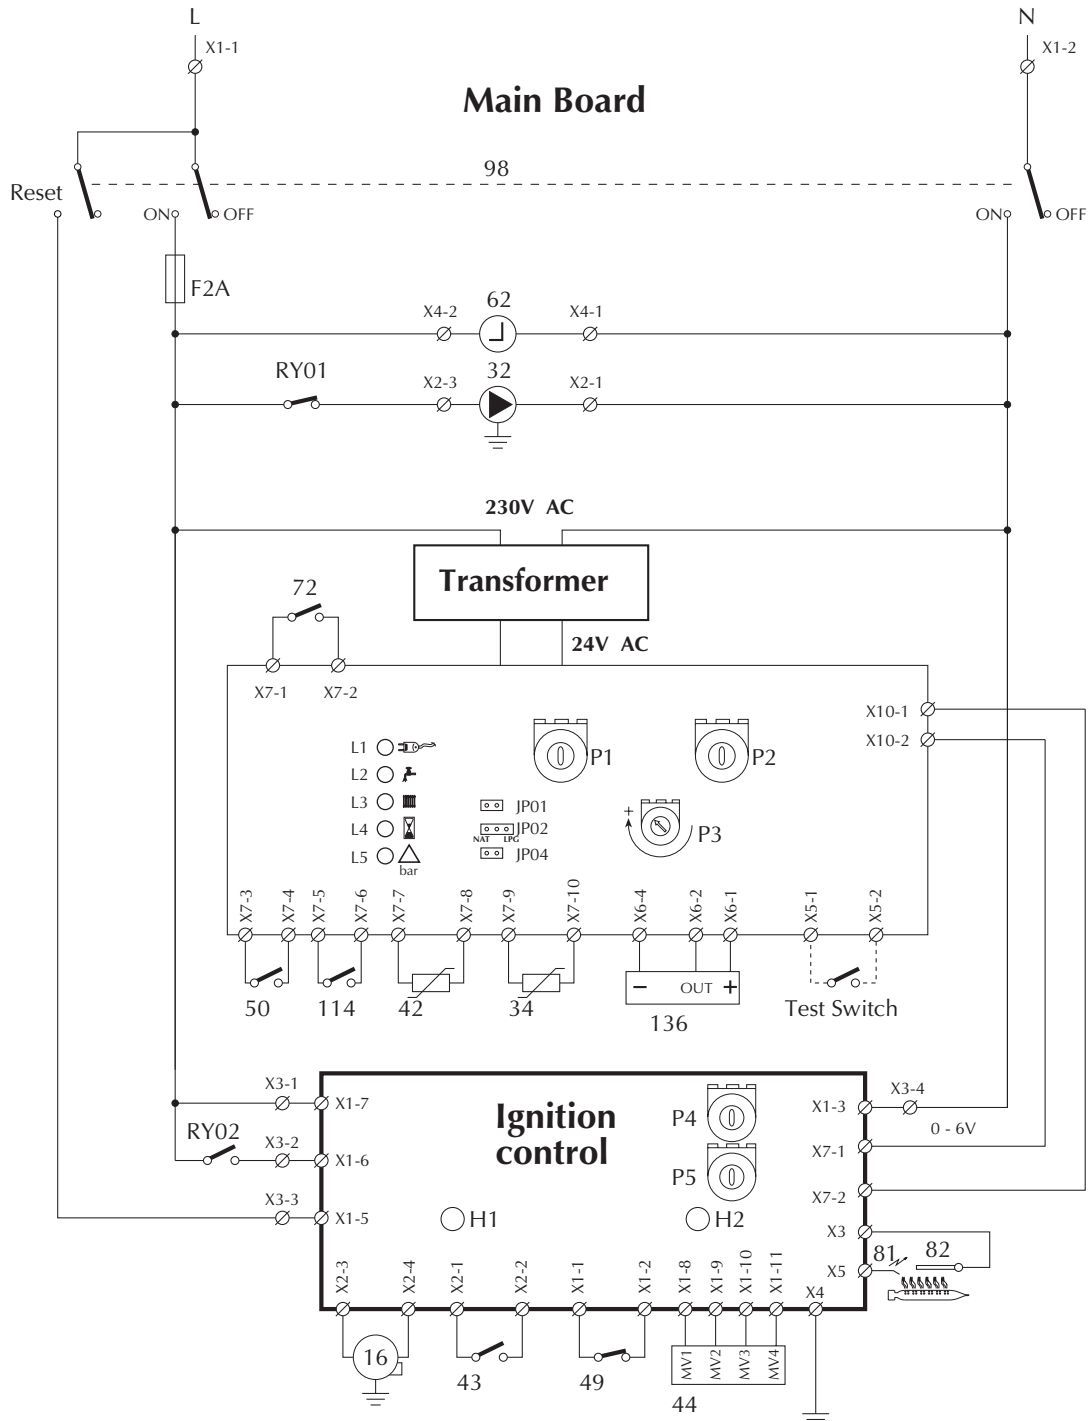 L
N
X1-1
X1-2
Main Board
98
Reset
ON
OFF
ON
OFF
F2A
62
X4-2
X4-1
RY01
32
X2-3
X2-1
230V AC
Transformer
72
24V AC
X7-1
X7-2
X10-1
X10-2
L1
P1
P2
L2
L3
JP01
L4
JP02
NAT
LPG
+
P3
L5
bar
JP04
X7-3
X7-4
X7-5
X7-6
X7-7
X7-8
X7-9
X7-10
X6-4
X6-2
X6-1
X5-1
X5-2
− OUT +
50
114
42
34
136
Test Switch
X3-1
X1-7
Ignition
control
P4
X1-3
X3-4
0 - 6V
RY02
X3-2
X1-6
X7-1
P5
X7-2
X3-3
X1-5
H1
H2
X3
81
82
X5
X2-3
X2-4
X2-1
X2-2
X1-1
X1-2
X1-8
X1-9
X1-10
X1-11
X4
16
43
49
MV1
MV2
MV3
MV4
44